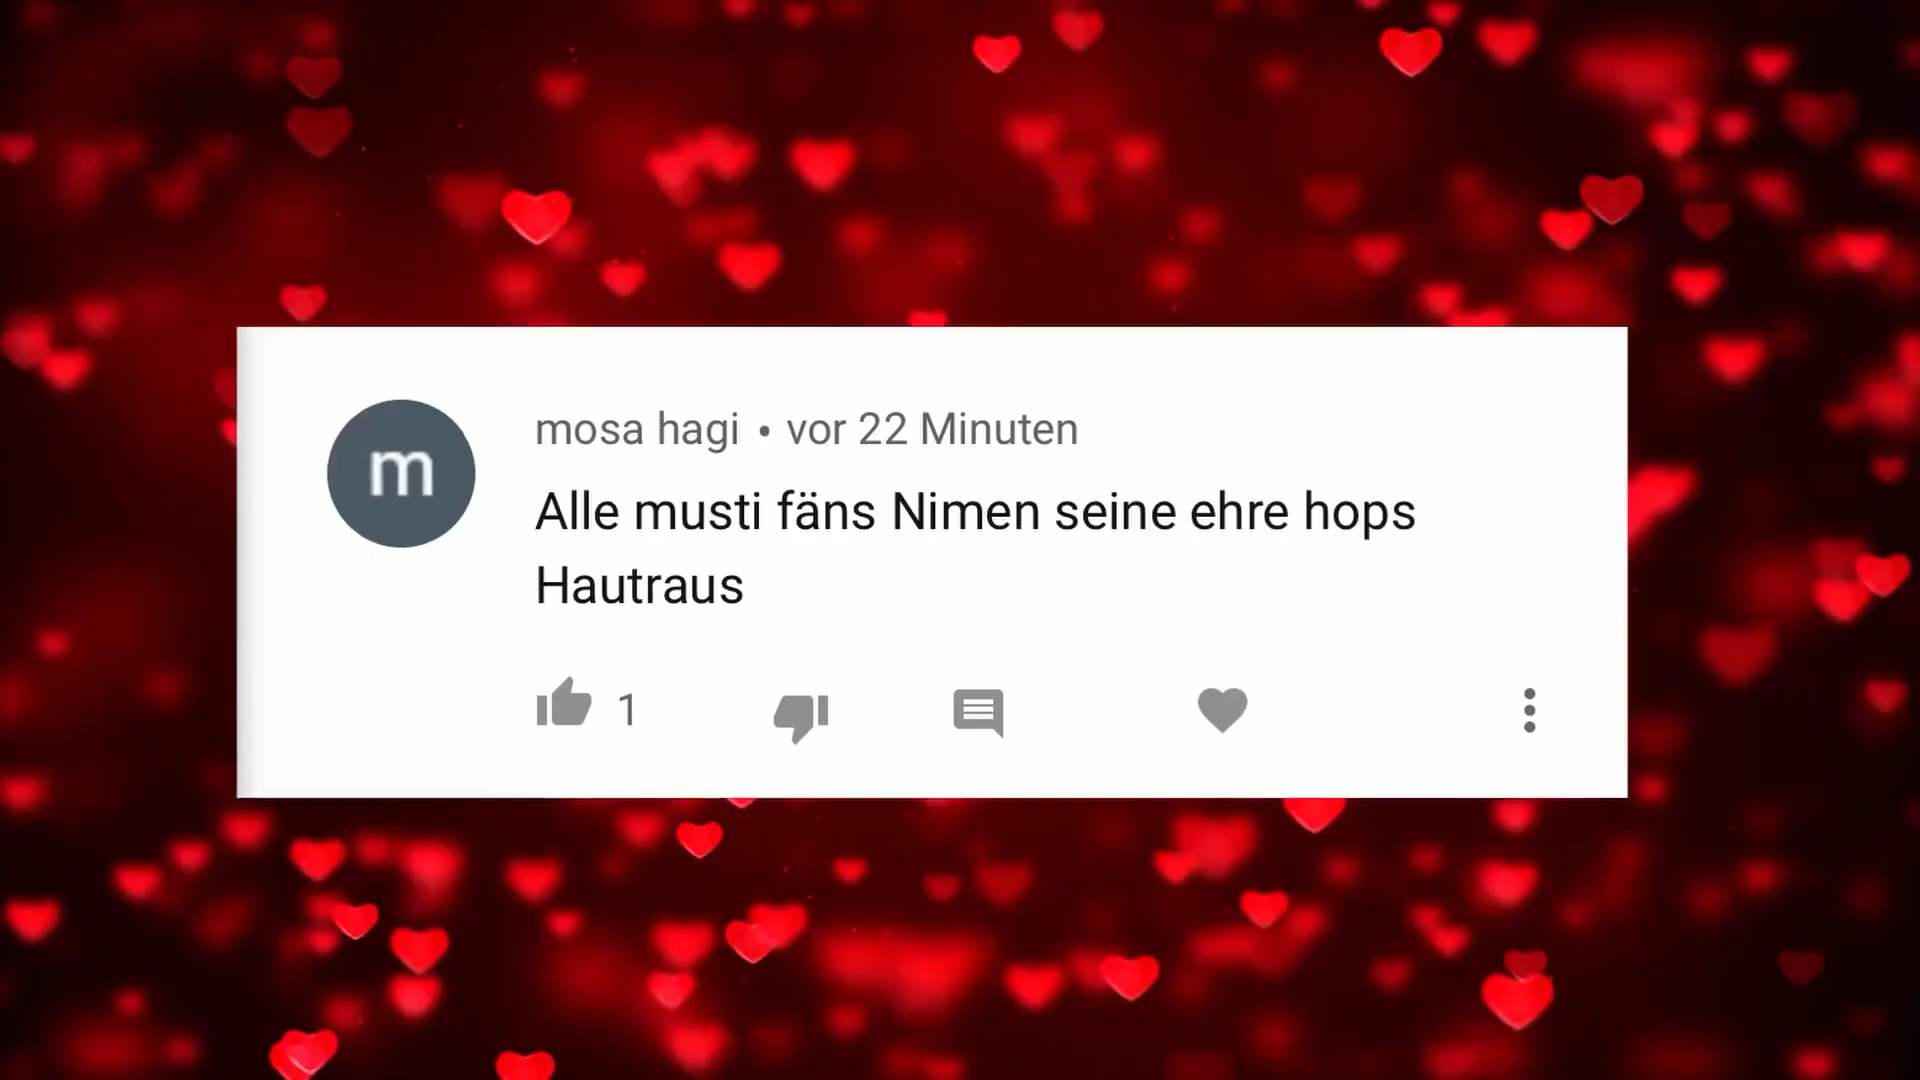 m
mosa hagi • vor 22 Minuten
Alle musti fäns Nimen seine ehre hops
Hautraus
1